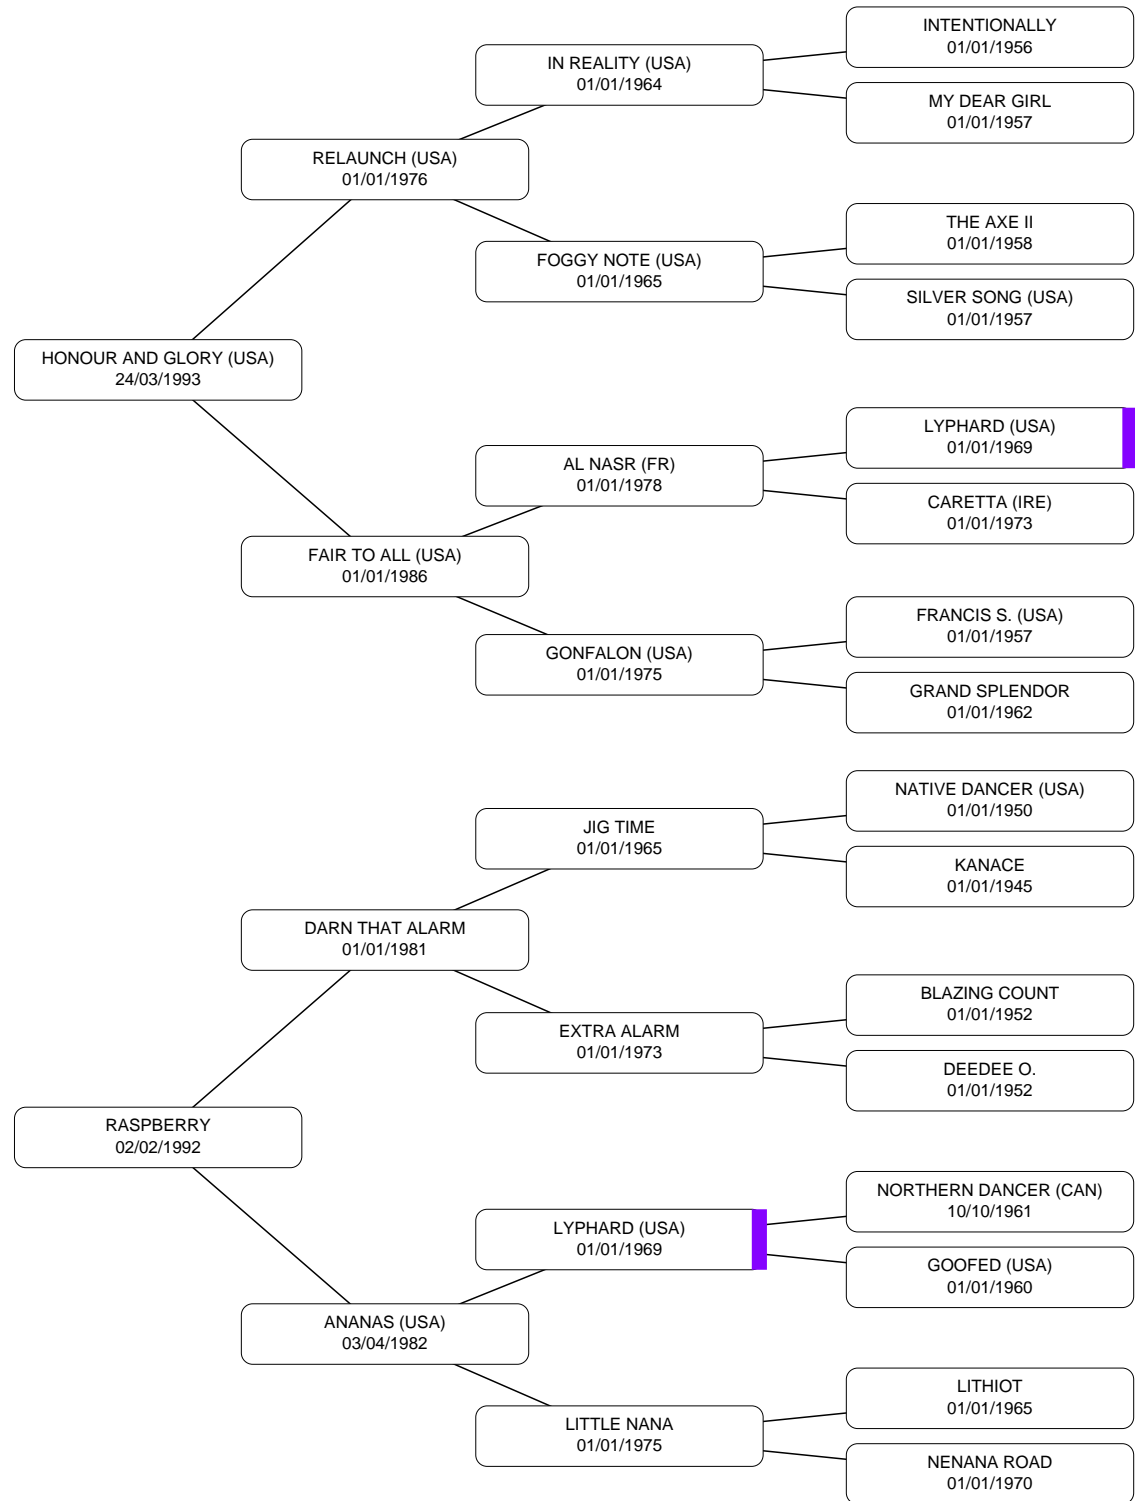 INTENTIONALLY
01/01/1956
IN REALITY (USA)
01/01/1964
MY DEAR GIRL
01/01/1957
RELAUNCH (USA)
01/01/1976
THE AXE II
01/01/1958
FOGGY NOTE (USA)
01/01/1965
SILVER SONG (USA)
01/01/1957
HONOUR AND GLORY (USA)
24/03/1993
LYPHARD (USA)
01/01/1969
AL NASR (FR)
01/01/1978
CARETTA (IRE)
01/01/1973
FAIR TO ALL (USA)
01/01/1986
FRANCIS S. (USA)
01/01/1957
GONFALON (USA)
01/01/1975
GRAND SPLENDOR
01/01/1962
NATIVE DANCER (USA)
01/01/1950
JIG TIME
01/01/1965
KANACE
01/01/1945
DARN THAT ALARM
01/01/1981
BLAZING COUNT
01/01/1952
EXTRA ALARM
01/01/1973
DEEDEE O.
01/01/1952
RASPBERRY
02/02/1992
NORTHERN DANCER (CAN)
10/10/1961
LYPHARD (USA)
01/01/1969
GOOFED (USA)
01/01/1960
ANANAS (USA)
03/04/1982
LITHIOT
01/01/1965
LITTLE NANA
01/01/1975
NENANA ROAD
01/01/1970